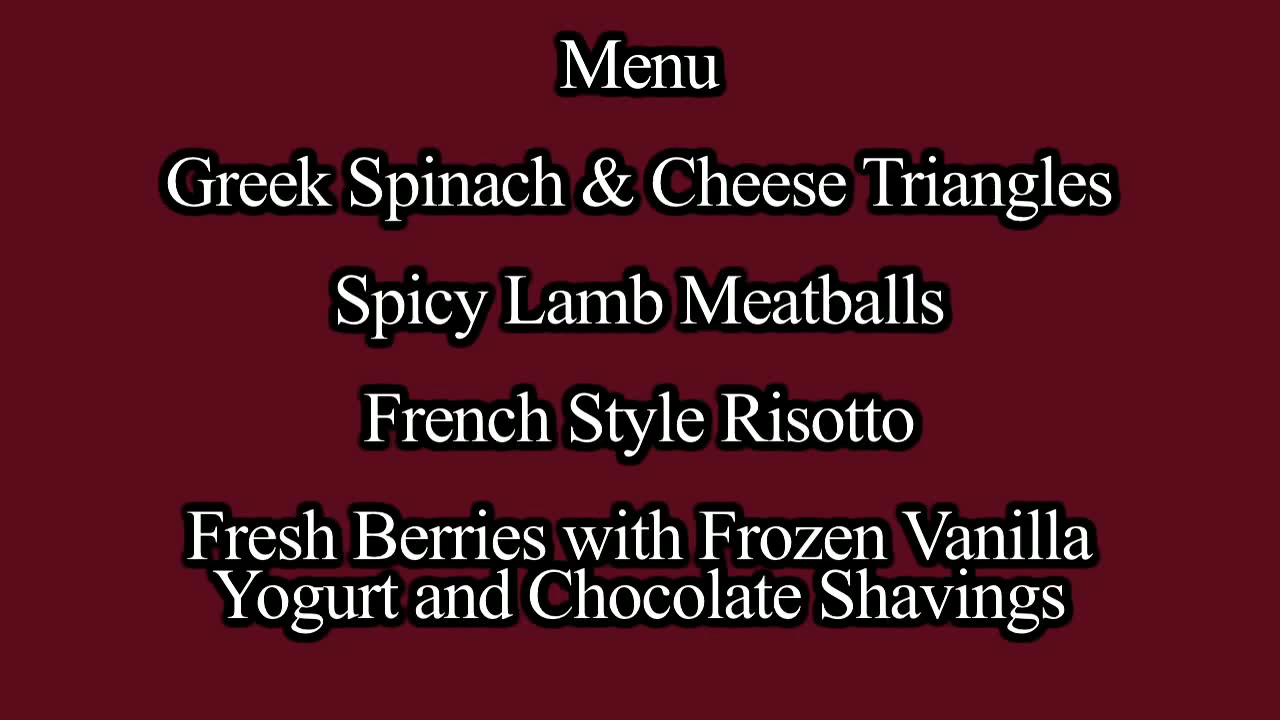 Menu
Greek Spinach & Cheese Triangles
Spicy Lamb Meatballs
French Style Risotto
Fresh Berries with Frozen Vanilla
Yogurt and Chocolate Shavings